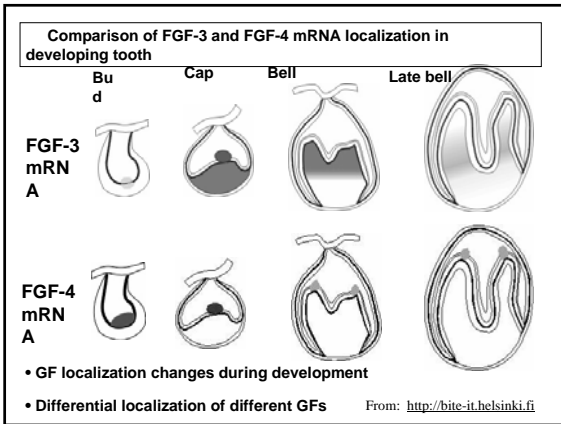 Comparison of FGF-3 and FGF-4 mRNA localization in
developing tooth
Bu
d
Cap
Bell
Late bell
FGF-3
mRN
A
FGF-4
mRN
A
• GF localization changes during development
• Differential localization of different GFs
From: http://bite-it.helsinki.fi